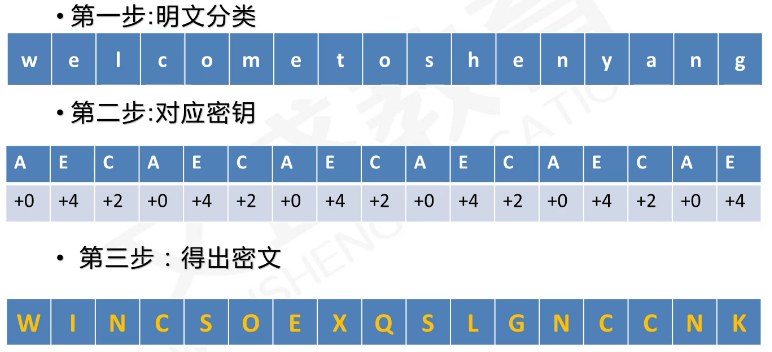 • 第一步:明文分类
w e l c o m e t o s h e n y a n g
• 第二步:对应密钥
A E C A E C A E C A E C A E C A E
+0 +4 +2 +0 +4 +2 +0 +4 +2 +0 +4 +2 +0 +4 +2 +0 +4
• 第三步：得出密文
W I N C S O E X Q S L G N C C N K